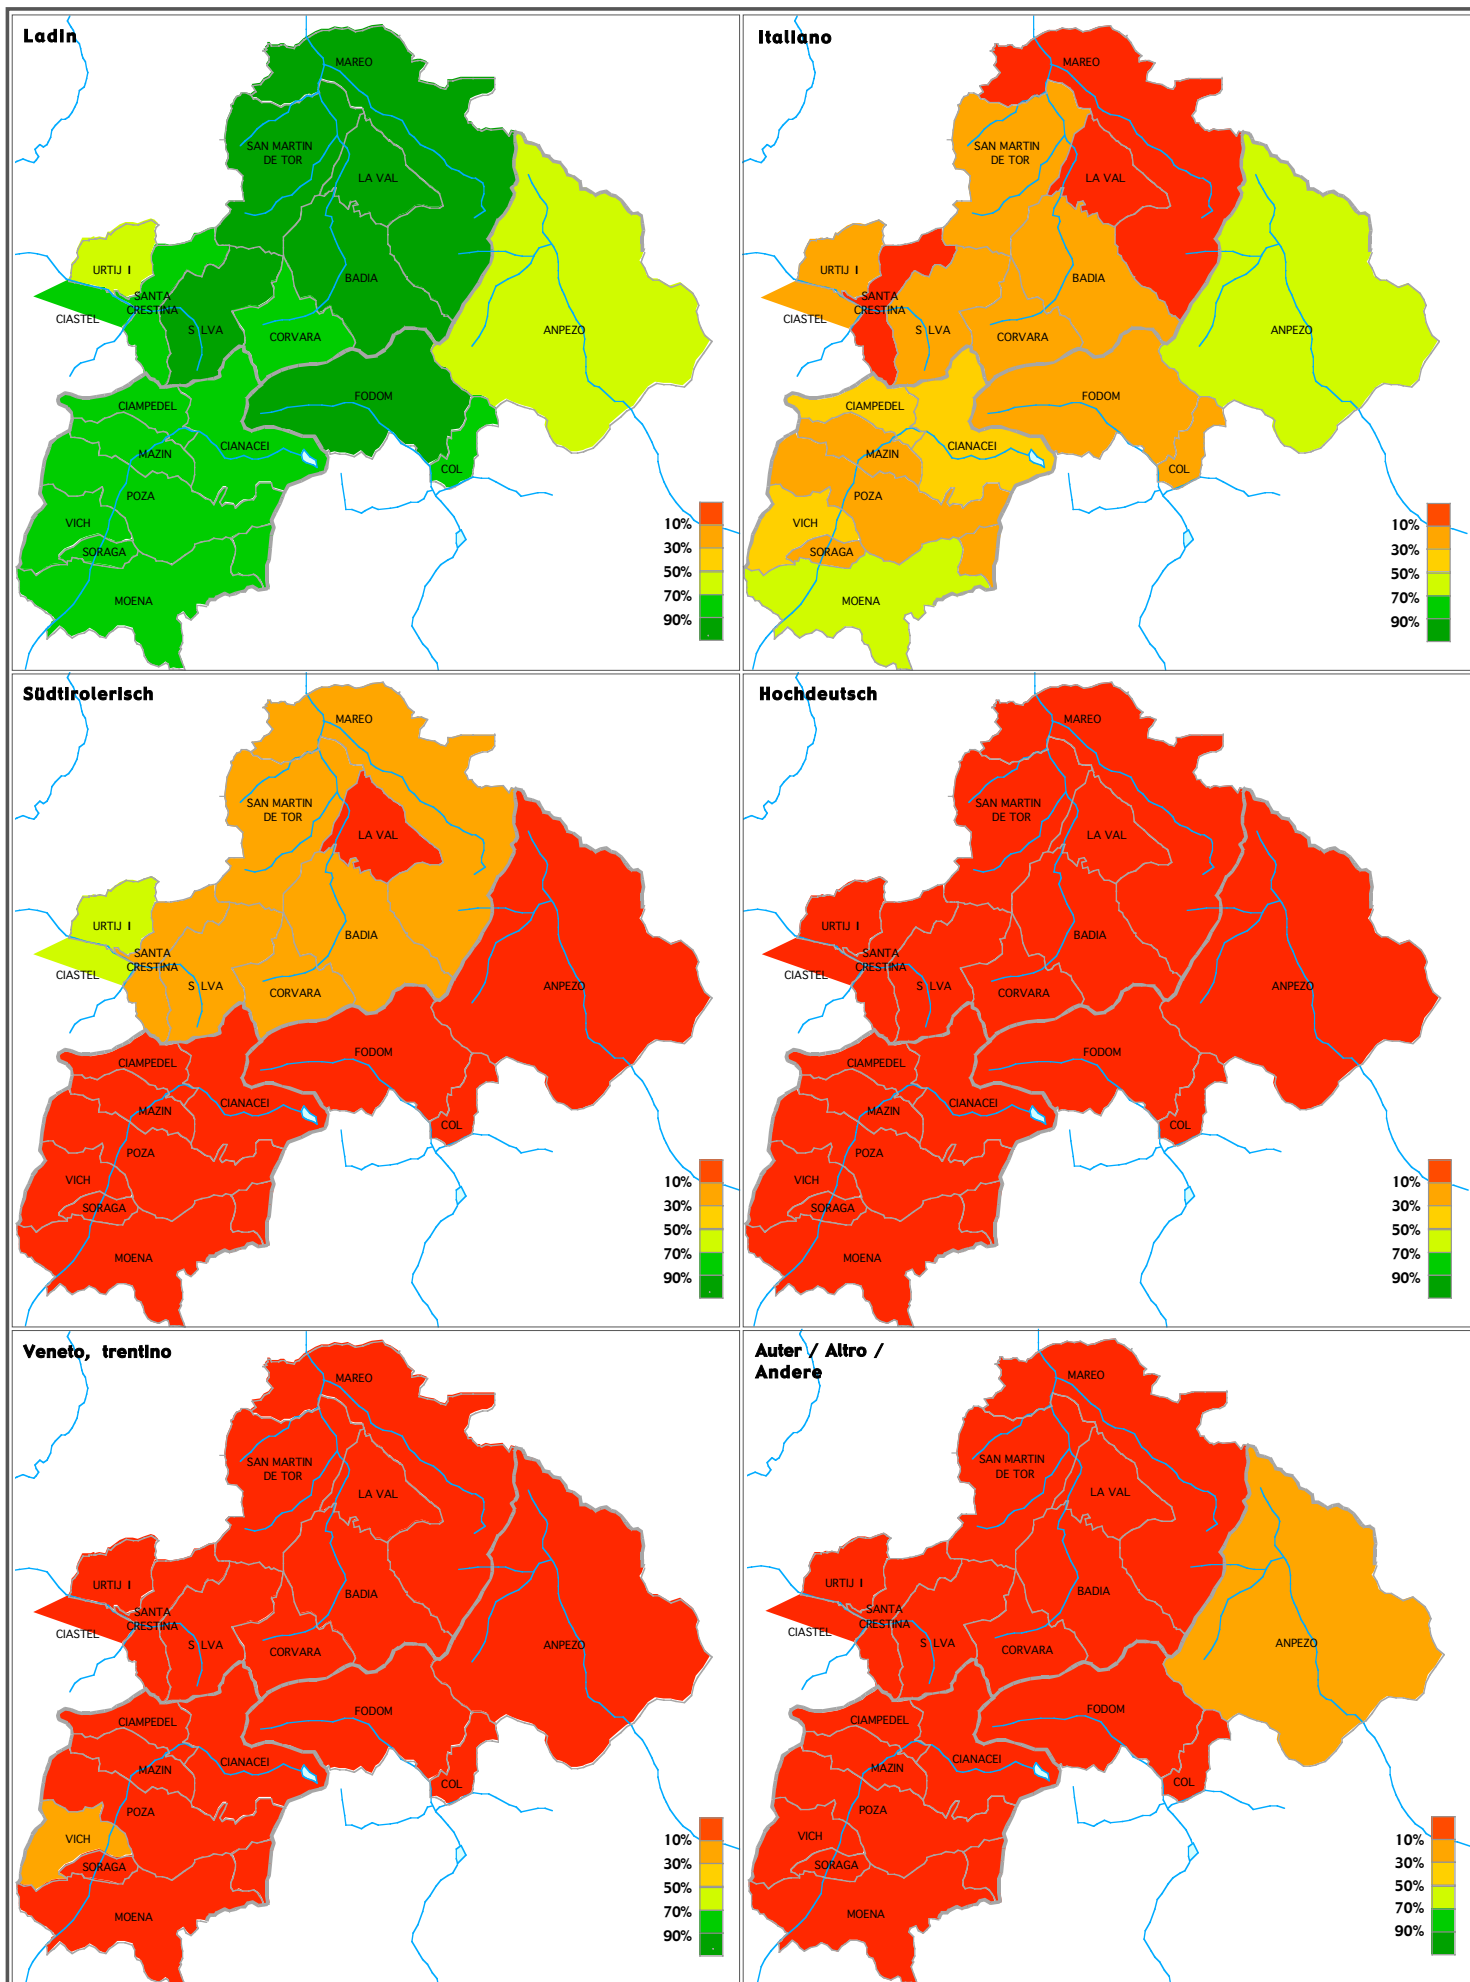 Ladin
MAREO
SAN MARTIN
DE TOR
LA VAL
URTIJ I
SANTA
CRESTINA
CIASTEL
S LVA
BADIA
CORVARA
ANPEZO
CIAMPEDEL
FODOM
MAZIN
CIANACEI
COL
POZA
VICH
SORAGA
MOENA
10%
30%
50%
70%
90%
Italiano
MAREO
SAN MARTIN
DE TOR
LA VAL
URTIJ I
SANTA
CRESTINA
CIASTEL
S LVA
BADIA
CORVARA
ANPEZO
CIAMPEDEL
FODOM
MAZIN
CIANACEI
COL
POZA
VICH
SORAGA
MOENA
10%
30%
50%
70%
90%
Südtirolerisch
MAREO
SAN MARTIN
DE TOR
LA VAL
URTIJ I
SANTA
CRESTINA
CIASTEL
S LVA
BADIA
CORVARA
ANPEZO
CIAMPEDEL
FODOM
MAZIN
CIANACEI
COL
POZA
VICH
SORAGA
MOENA
10%
30%
50%
70%
90%
Hochdeutsch
MAREO
SAN MARTIN
DE TOR
LA VAL
URTIJ I
SANTA
CRESTINA
CIASTEL
S LVA
BADIA
CORVARA
ANPEZO
CIAMPEDEL
FODOM
MAZIN
CIANACEI
COL
POZA
VICH
SORAGA
MOENA
10%
30%
50%
70%
90%
Veneto, trentino
MAREO
SAN MARTIN
DE TOR
LA VAL
URTIJ I
SANTA
CRESTINA
CIASTEL
S LVA
BADIA
CORVARA
ANPEZO
CIAMPEDEL
FODOM
MAZIN
CIANACEI
COL
POZA
VICH
SORAGA
MOENA
10%
30%
50%
70%
90%
Auter / Altro /
Andere
MAREO
SAN MARTIN
DE TOR
LA VAL
URTIJ I
SANTA
CRESTINA
CIASTEL
S LVA
BADIA
CORVARA
ANPEZO
CIAMPEDEL
FODOM
MAZIN
CIANACEI
COL
POZA
VICH
SORAGA
MOENA
10%
30%
50%
70%
90%